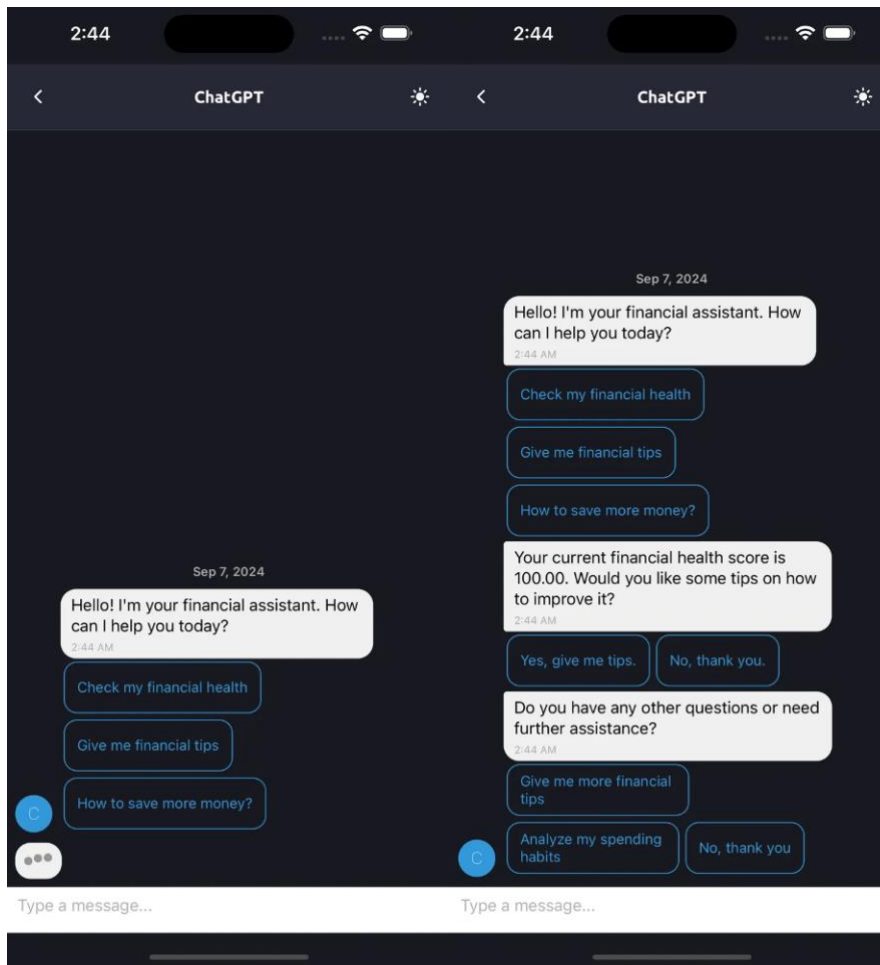 2:44
ChatGPT
Sep 7, 2024
Hello! I'm your financial assistant. How
can I help you today?
2:44 AM
Check my financial health
Give me financial tips
How to save more money?
C
Type a message...
2:44
ChatGPT
Sep 7, 2024
Hello! I'm your financial assistant. How
can I help you today?
2:44 AM
Check my financial health
Give me financial tips
How to save more money?
Your current financial health score is
100.00. Would you like some tips on how
to improve it?
2:44 AM
Yes, give me tips.
No, thank you.
Do you have any other questions or need
further assistance?
2:44 AM
Give me more financial
tips
Analyze my spending
habits
No, thank you
C
Type a message...